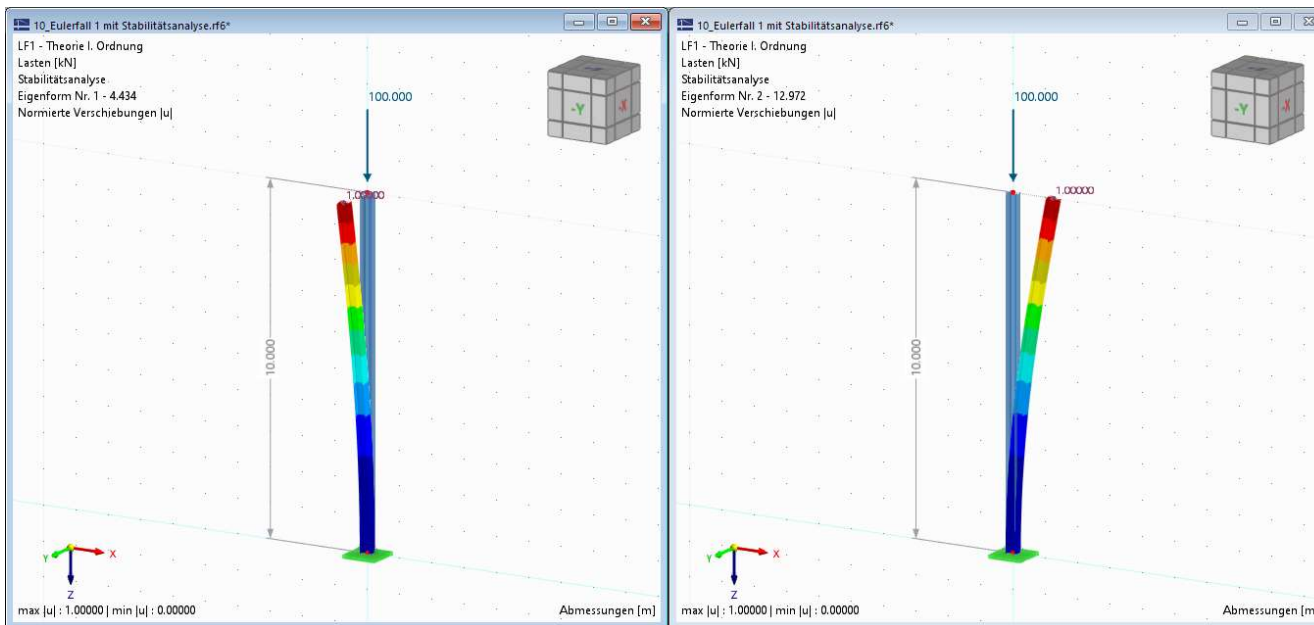 10_Eulerfall 1 mit Stabilitätsanalyse.rf6*
LF1 - Theorie I. Ordnung
Lasten [kN]
Stabilitätsanalyse
Eigenform Nr. 1 - 4.434
Normierte Verschiebungen |u|
100.000
-Y
-X
1.00000
10.000
Y
X
Z
max |u| : 1.00000 | min |u| : 0.00000
Abmessungen [m]
10_Eulerfall 1 mit Stabilitätsanalyse.rf6*
LF1 - Theorie I. Ordnung
Lasten [kN]
Stabilitätsanalyse
Eigenform Nr. 2 - 12.972
Normierte Verschiebungen |u|
100.000
-Y
-X
1.00000
10.000
Y
X
Z
max |u| : 1.00000 | min |u| : 0.00000
Abmessungen [m]